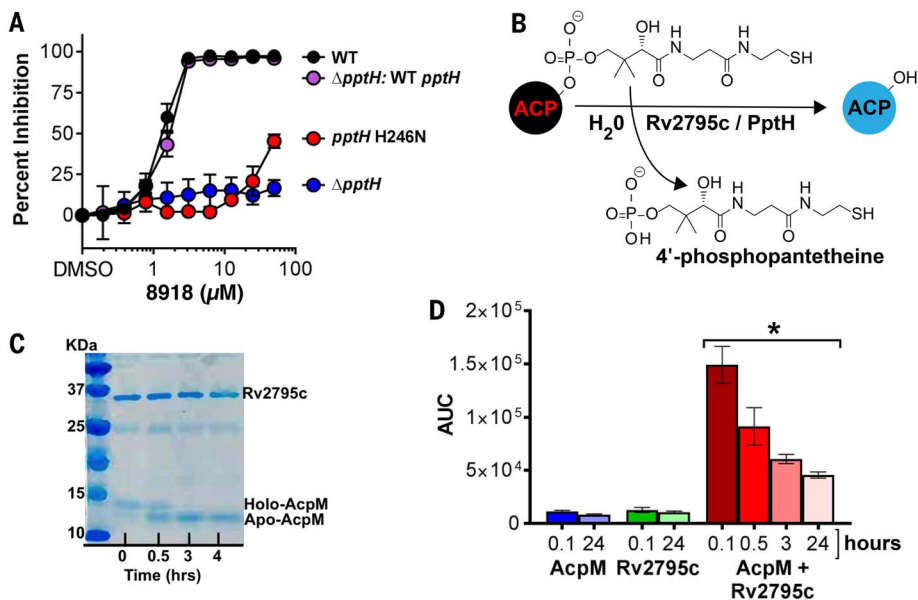 A
Percent Inhibition
100
75
50
25
0
DMSO
1
10
100
8918 (µM)
WT
ΔpptH: WT pptH
pptH H246N
ΔpptH
B
O⊖
O=P-O
O
OH
O
H
N
O
H
N
SH
ACP
H20 Rv2795c / PptH
ACP
OH
O⊖
O=P-O
OH
OH
O
H
N
O
H
N
SH
4'-phosphopantetheine
C
KDa
37
25
15
10
Rv2795c
Holo-AcpM
Apo-AcpM
0 0.5 3 4
Time (hrs)
D
AUC
2×10⁵
1.5×10⁵
1×10⁵
5×10⁴
0
*
0.1 24 0.1 24 0.1 0.5 3 24 ]hours
AcpM Rv2795c AcpM +
Rv2795c